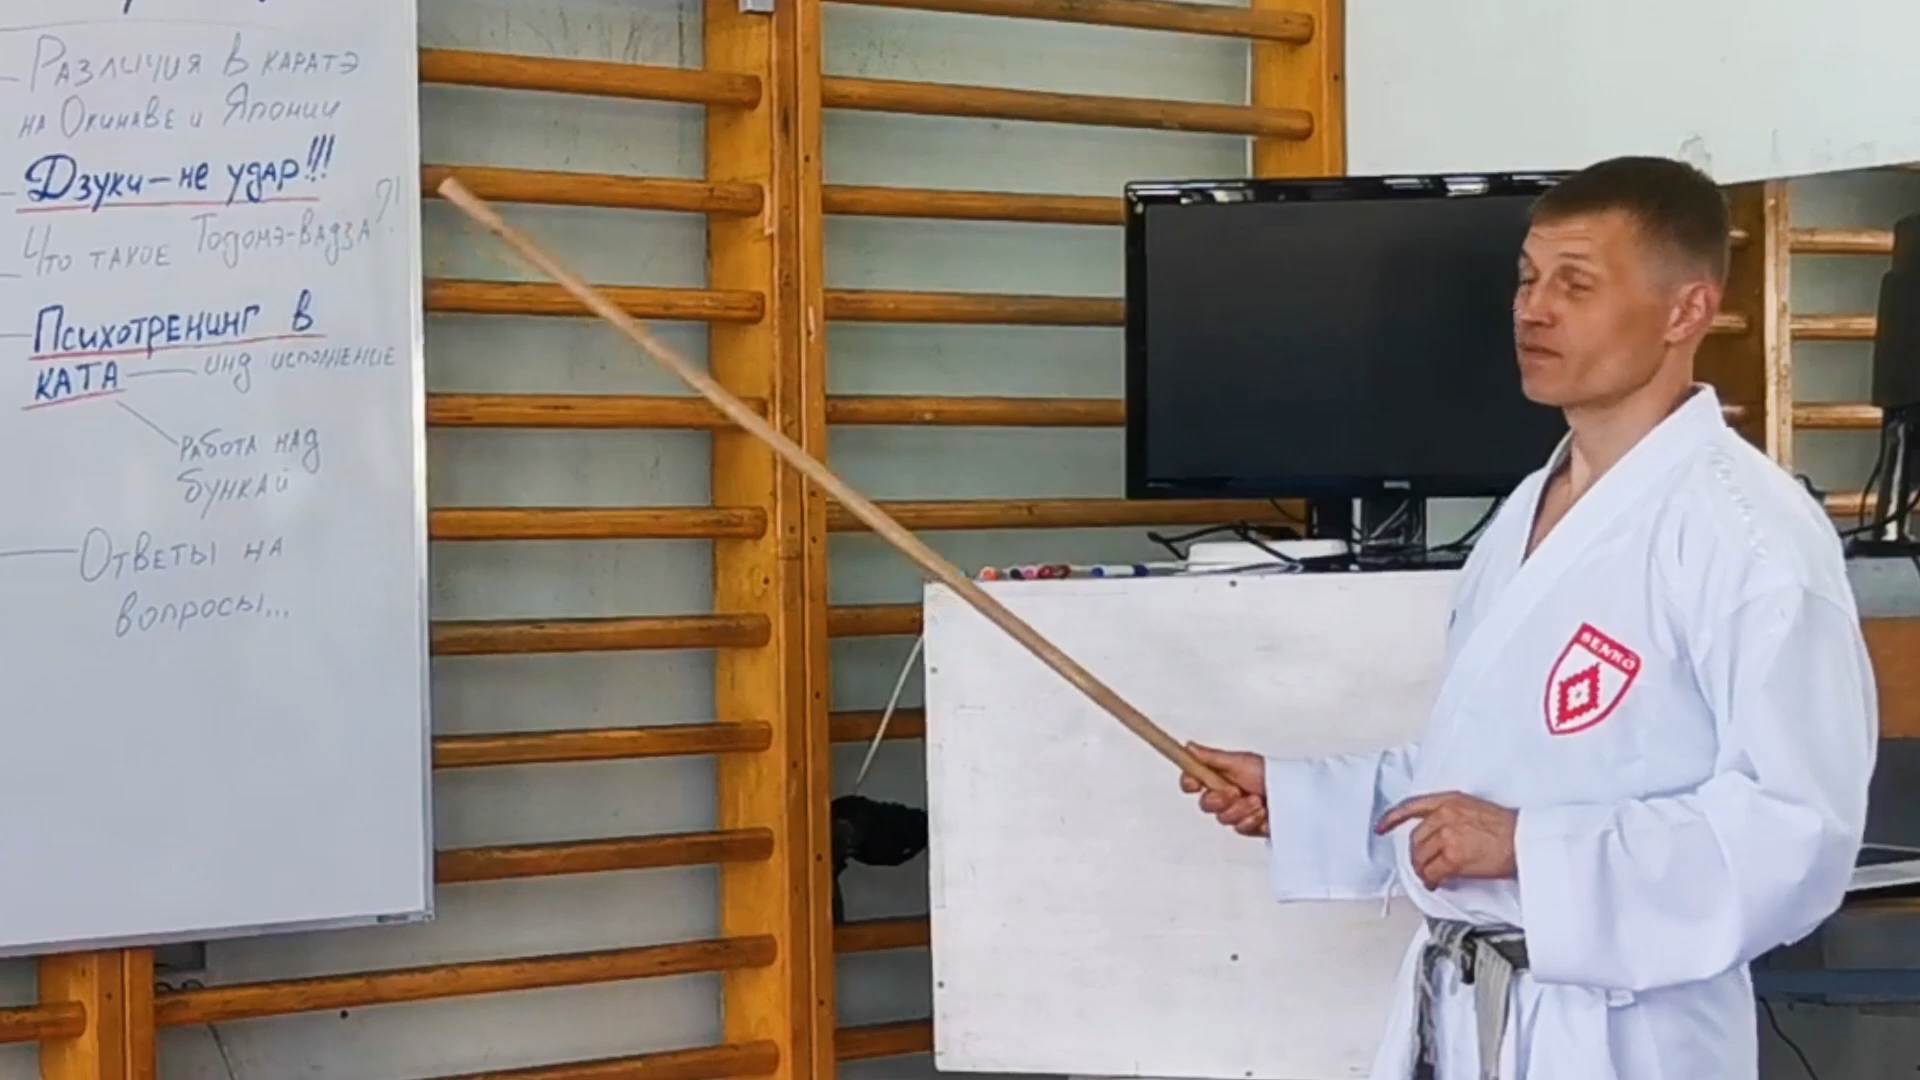 Различия в каратэ
на Окинаве и Японии
Дзуки-не удар!!!
Что такое Тодомэ-вадза?!
Психотренинг в
ката — инд исполнение
работа над
бункай
Ответы на
вопросы...
SENKO